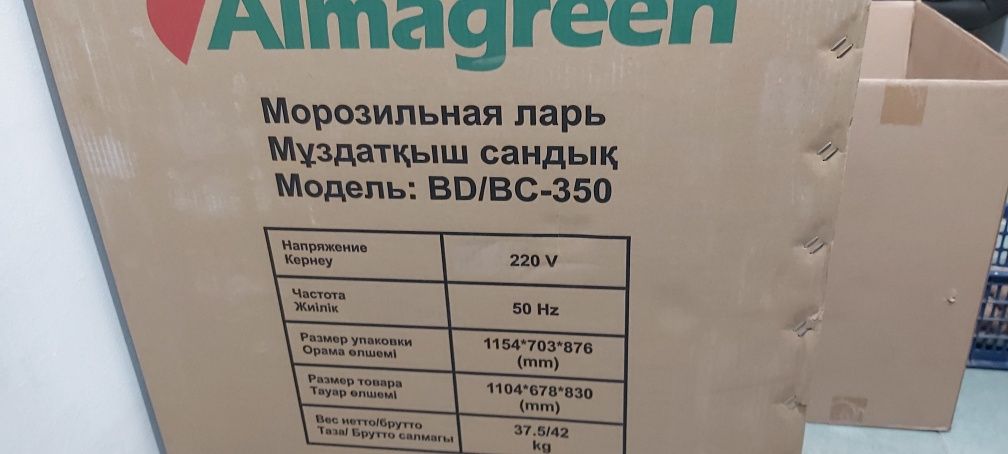 Almagreen
Морозильная ларь
Мұздатқыш сандық
Модель: BD/BC-350
Напряжение
Кернеу
220 V
Частота
Жиілік
50 Hz
Размер упаковки
Орама өлшемі
1154*703*876
(mm)
Размер товара
Тауар өлшемі
1104*678*830
(mm)
Вес нетто/брутто
Таза/ Брутто салмағы
37.5/42
kg